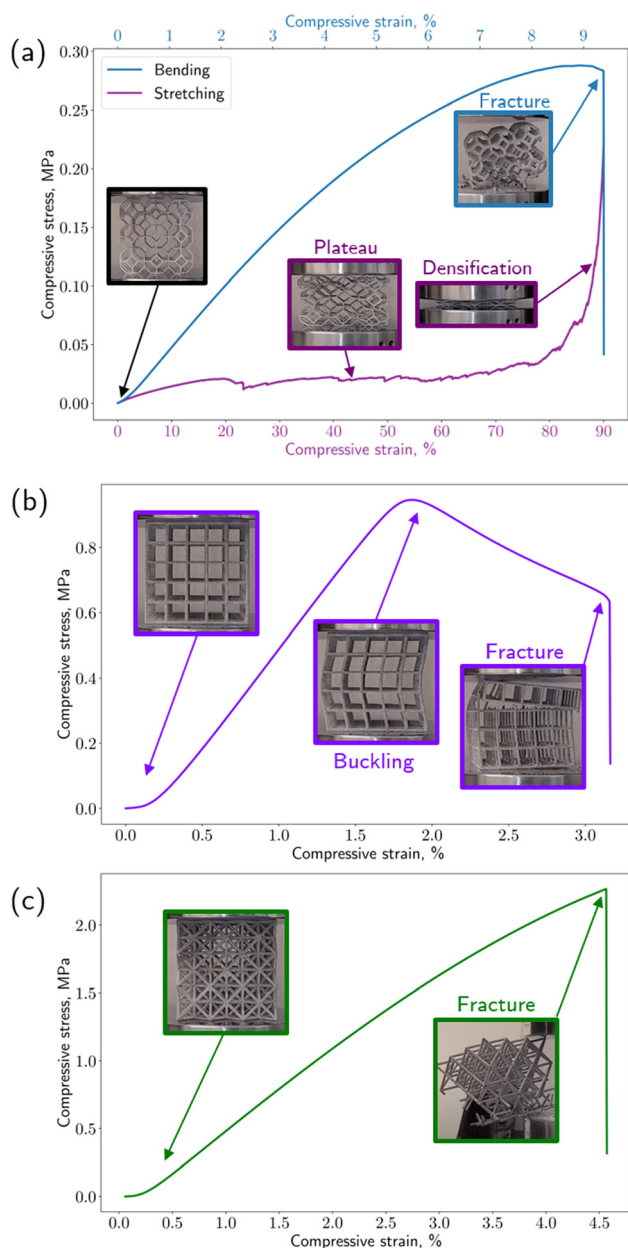 Compressive strain, %
0 1 2 3 4 5 6 7 8 9
(a)
0.30
0.25
0.20
0.15
0.10
0.05
0.00
Compressive stress, MPa
Bending
Stretching
Fracture
Plateau
Densification
0 10 20 30 40 50 60 70 80 90
Compressive strain, %
(b)
0.8
0.6
0.4
0.2
0.0
Compressive stress, MPa
Buckling
Fracture
0.0 0.5 1.0 1.5 2.0 2.5 3.0
Compressive strain, %
(c)
2.0
1.5
1.0
0.5
0.0
Compressive stress, MPa
Fracture
0.0 0.5 1.0 1.5 2.0 2.5 3.0 3.5 4.0 4.5
Compressive strain, %